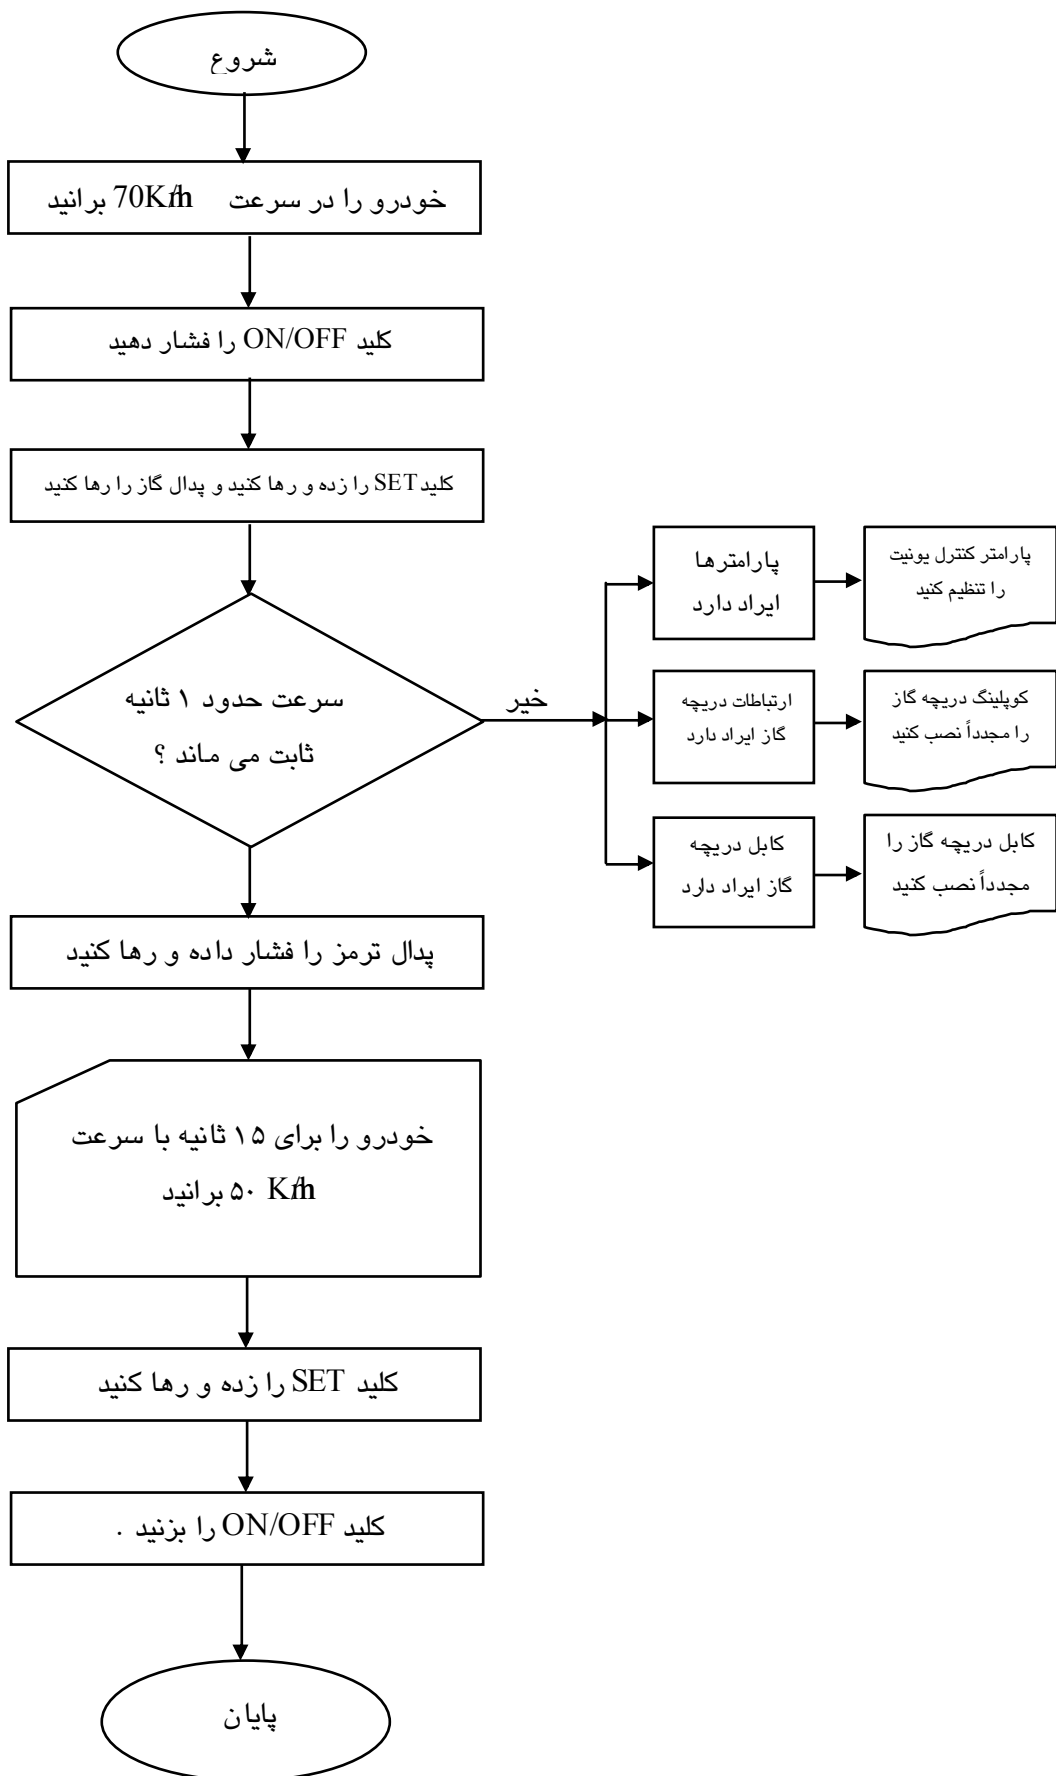 شروع
خودرو را در سرعت 70Km/h برانید
کلید ON/OFF را فشار دهید
کلید SET را زده و رها کنید و پدال گاز را رها کنید
سرعت حدود ۱ ثانیه
ثابت می ماند ؟
خیر
پارامترها
ایراد دارد
پارامتر کنترل یونیت
را تنظیم کنید
ارتباطات دریچه
گاز ایراد دارد
کوپلینگ دریچه گاز
را مجدداً نصب کنید
کابل دریچه
گاز ایراد دارد
کابل دریچه گاز را
مجدداً نصب کنید
پدال ترمز را فشار داده و رها کنید
خودرو را برای ۱۵ ثانیه با سرعت
۵۰ Km/h برانید
کلید SET را زده و رها کنید
کلید ON/OFF را بزنید .
پایان